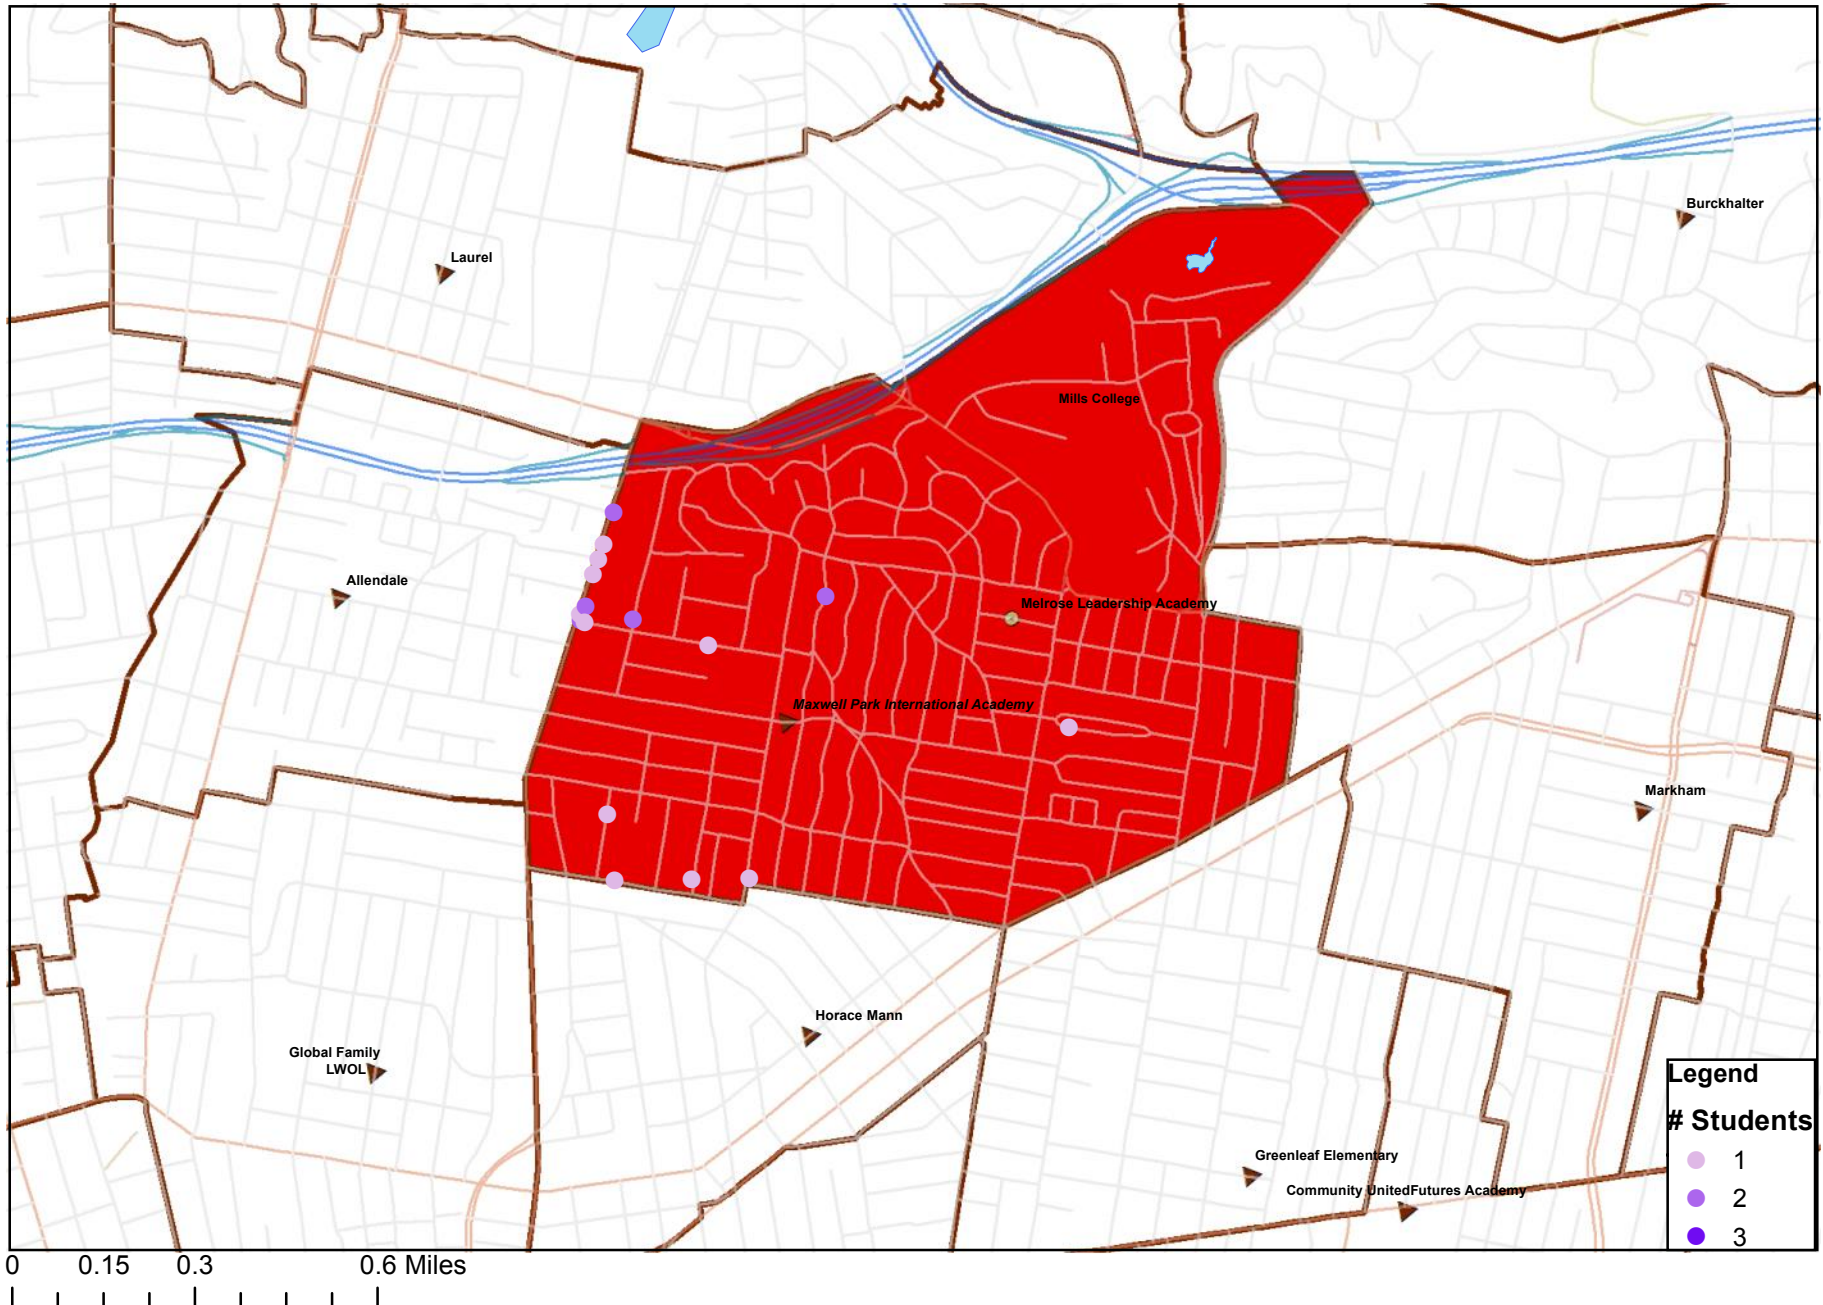 Burckhalter
Laurel
Mills College
Allendale
Melrose Leadership Academy
Maxwell Park International Academy
Markham
Horace Mann
Global Family
LWOL
Greenleaf Elementary
Community UnitedFutures Academy
Legend
# Students
1
2
3
0 0.15 0.3 0.6 Miles